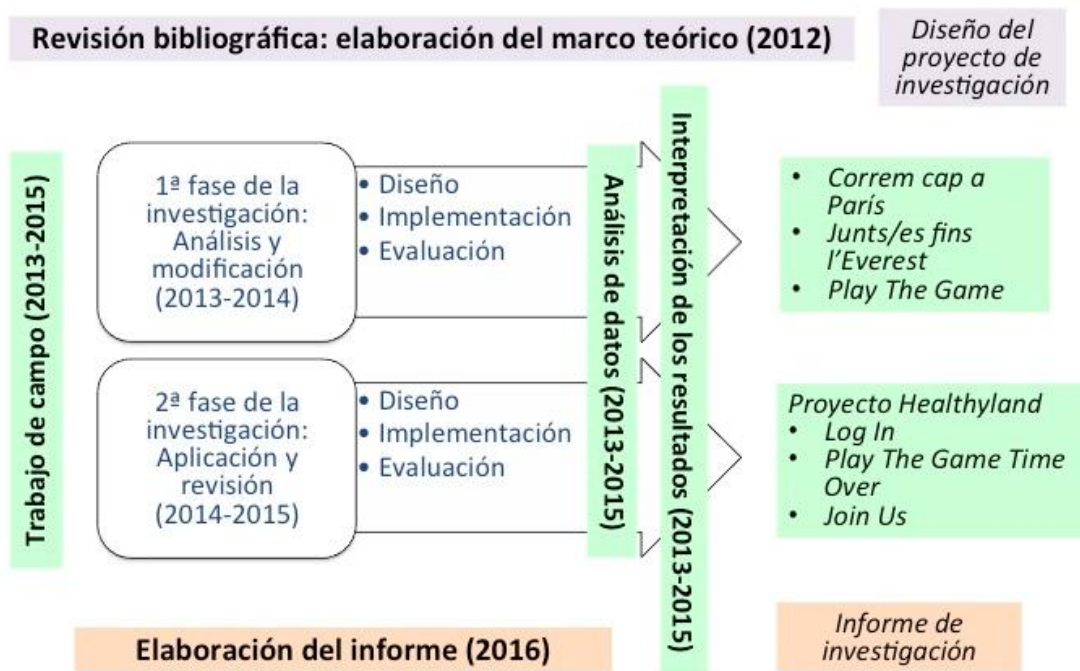 Revisión bibliográfica: elaboración del marco teórico (2012)
Diseño del
proyecto de
investigación
Trabajo de campo (2013-2015)
1ª fase de la
investigación:
Análisis y
modificación
(2013-2014)
• Diseño
• Implementación
• Evaluación
2ª fase de la
investigación:
Aplicación y
revisión
(2014-2015)
• Diseño
• Implementación
• Evaluación
Análisis de datos (2013-2015)
Interpretación de los resultados (2013-2015)
• Correm cap a
París
• Junts/es fins
l’Everest
• Play The Game
Proyecto Healthyland
• Log In
• Play The Game Time
Over
• Join Us
Elaboración del informe (2016)
Informe de
investigación